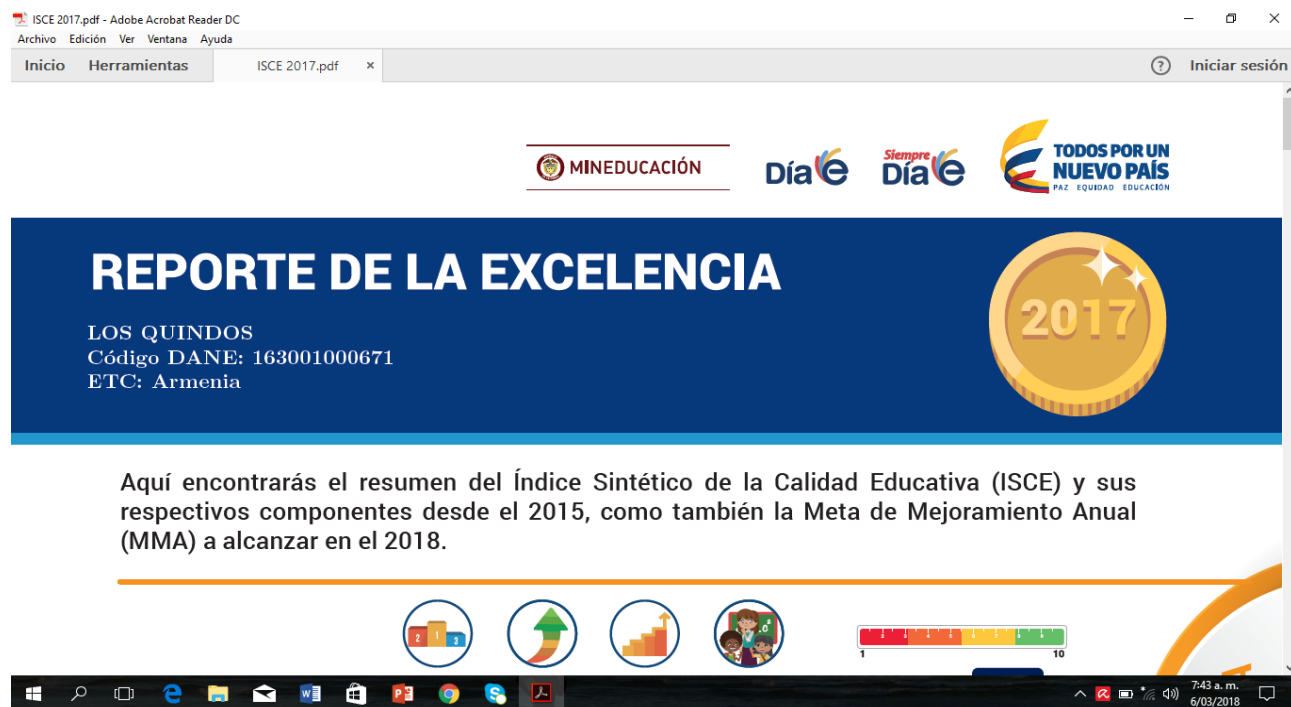 ISCE 2017.pdf - Adobe Acrobat Reader DC
Archivo Edición Ver Ventana Ayuda
Inicio Herramientas ISCE 2017.pdf × ? Iniciar sesión
MINEDUCACIÓN
Día e
Siempre
Día e
TODOS POR UN
NUEVO PAÍS
PAZ EQUIDAD EDUCACIÓN
REPORTE DE LA EXCELENCIA
2017
LOS QUINDOS
Código DANE: 163001000671
ETC: Armenia
Aquí encontrarás el resumen del Índice Sintético de la Calidad Educativa (ISCE) y sus
respectivos componentes desde el 2015, como también la Meta de Mejoramiento Anual
(MMA) a alcanzar en el 2018.
2 1 3
1 10
7:43 a. m.
6/03/2018